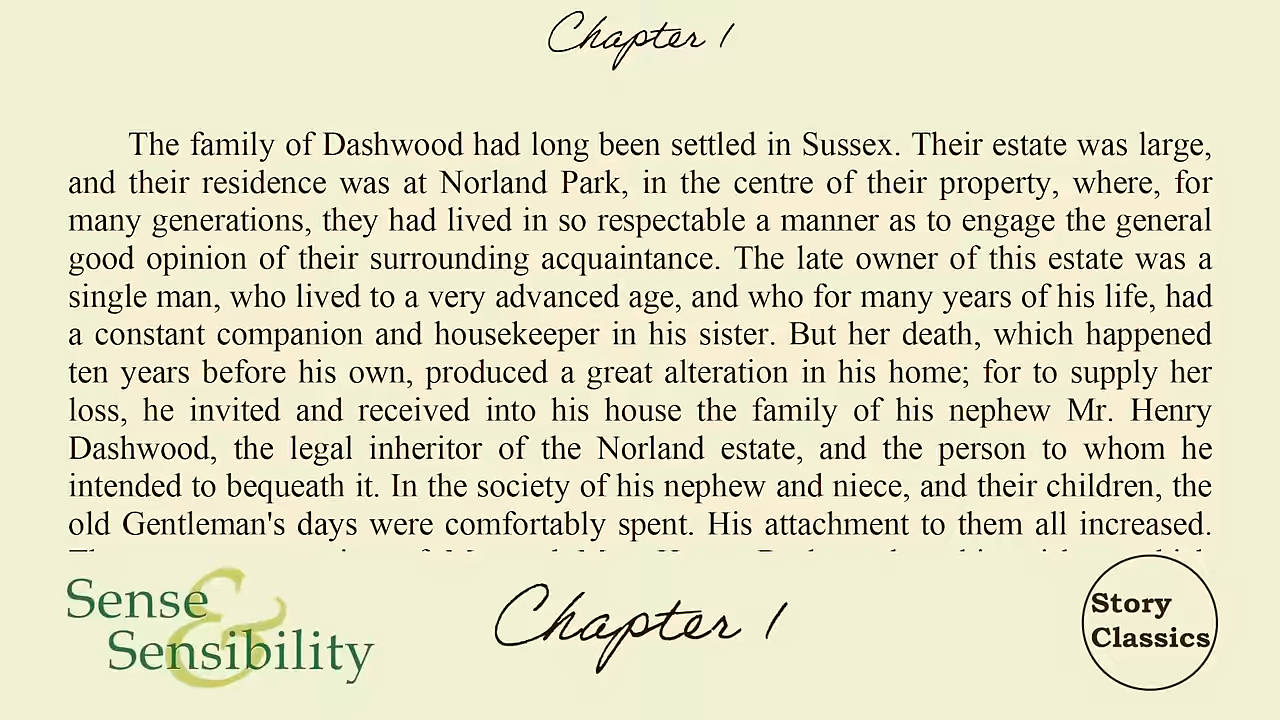 Chapter 1
The family of Dashwood had long been settled in Sussex. Their estate was large,
and their residence was at Norland Park, in the centre of their property, where, for
many generations, they had lived in so respectable a manner as to engage the general
good opinion of their surrounding acquaintance. The late owner of this estate was a
single man, who lived to a very advanced age, and who for many years of his life, had
a constant companion and housekeeper in his sister. But her death, which happened
ten years before his own, produced a great alteration in his home; for to supply her
loss, he invited and received into his house the family of his nephew Mr. Henry
Dashwood, the legal inheritor of the Norland estate, and the person to whom he
intended to bequeath it. In the society of his nephew and niece, and their children, the
old Gentleman's days were comfortably spent. His attachment to them all increased.
Sense &
Sensibility
Chapter 1
Story
Classics